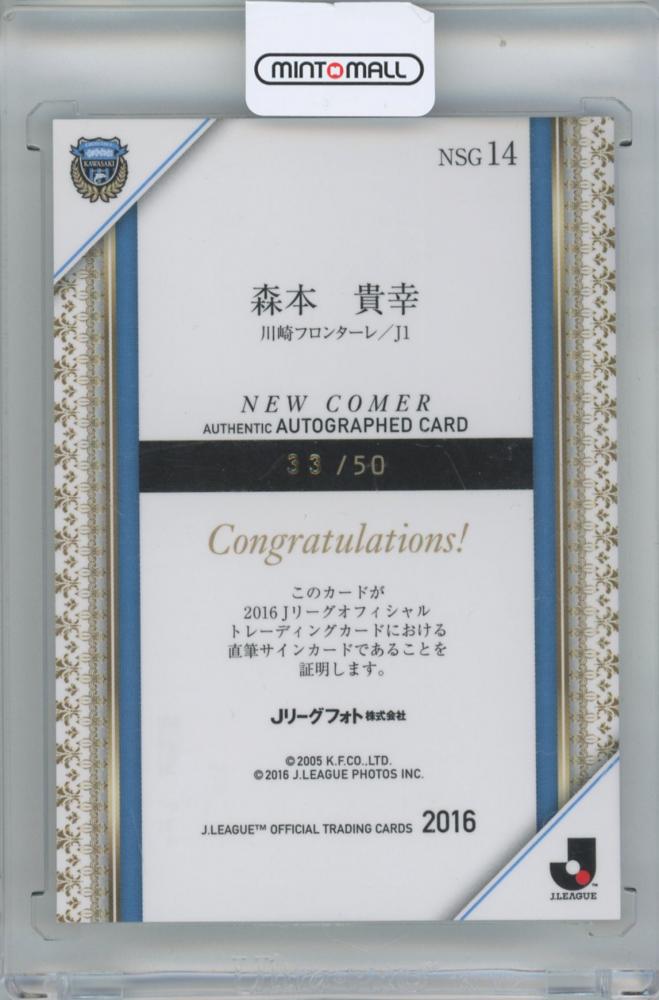 MINTMALL
KAWASAKI
NSG14
森本　貴幸
川崎フロンターレ／J1
NEW COMER
AUTHENTIC AUTOGRAPHED CARD
33/50
Congratulations!
このカードが
2016 Jリーグオフィシャル
トレーディングカードにおける
直筆サインカードであることを
証明します。
Jリーグフォト株式会社
©2005 K.F.CO.,LTD.
©2016 J.LEAGUE PHOTOS INC.
J.LEAGUE™ OFFICIAL TRADING CARDS 2016
J.LEAGUE™